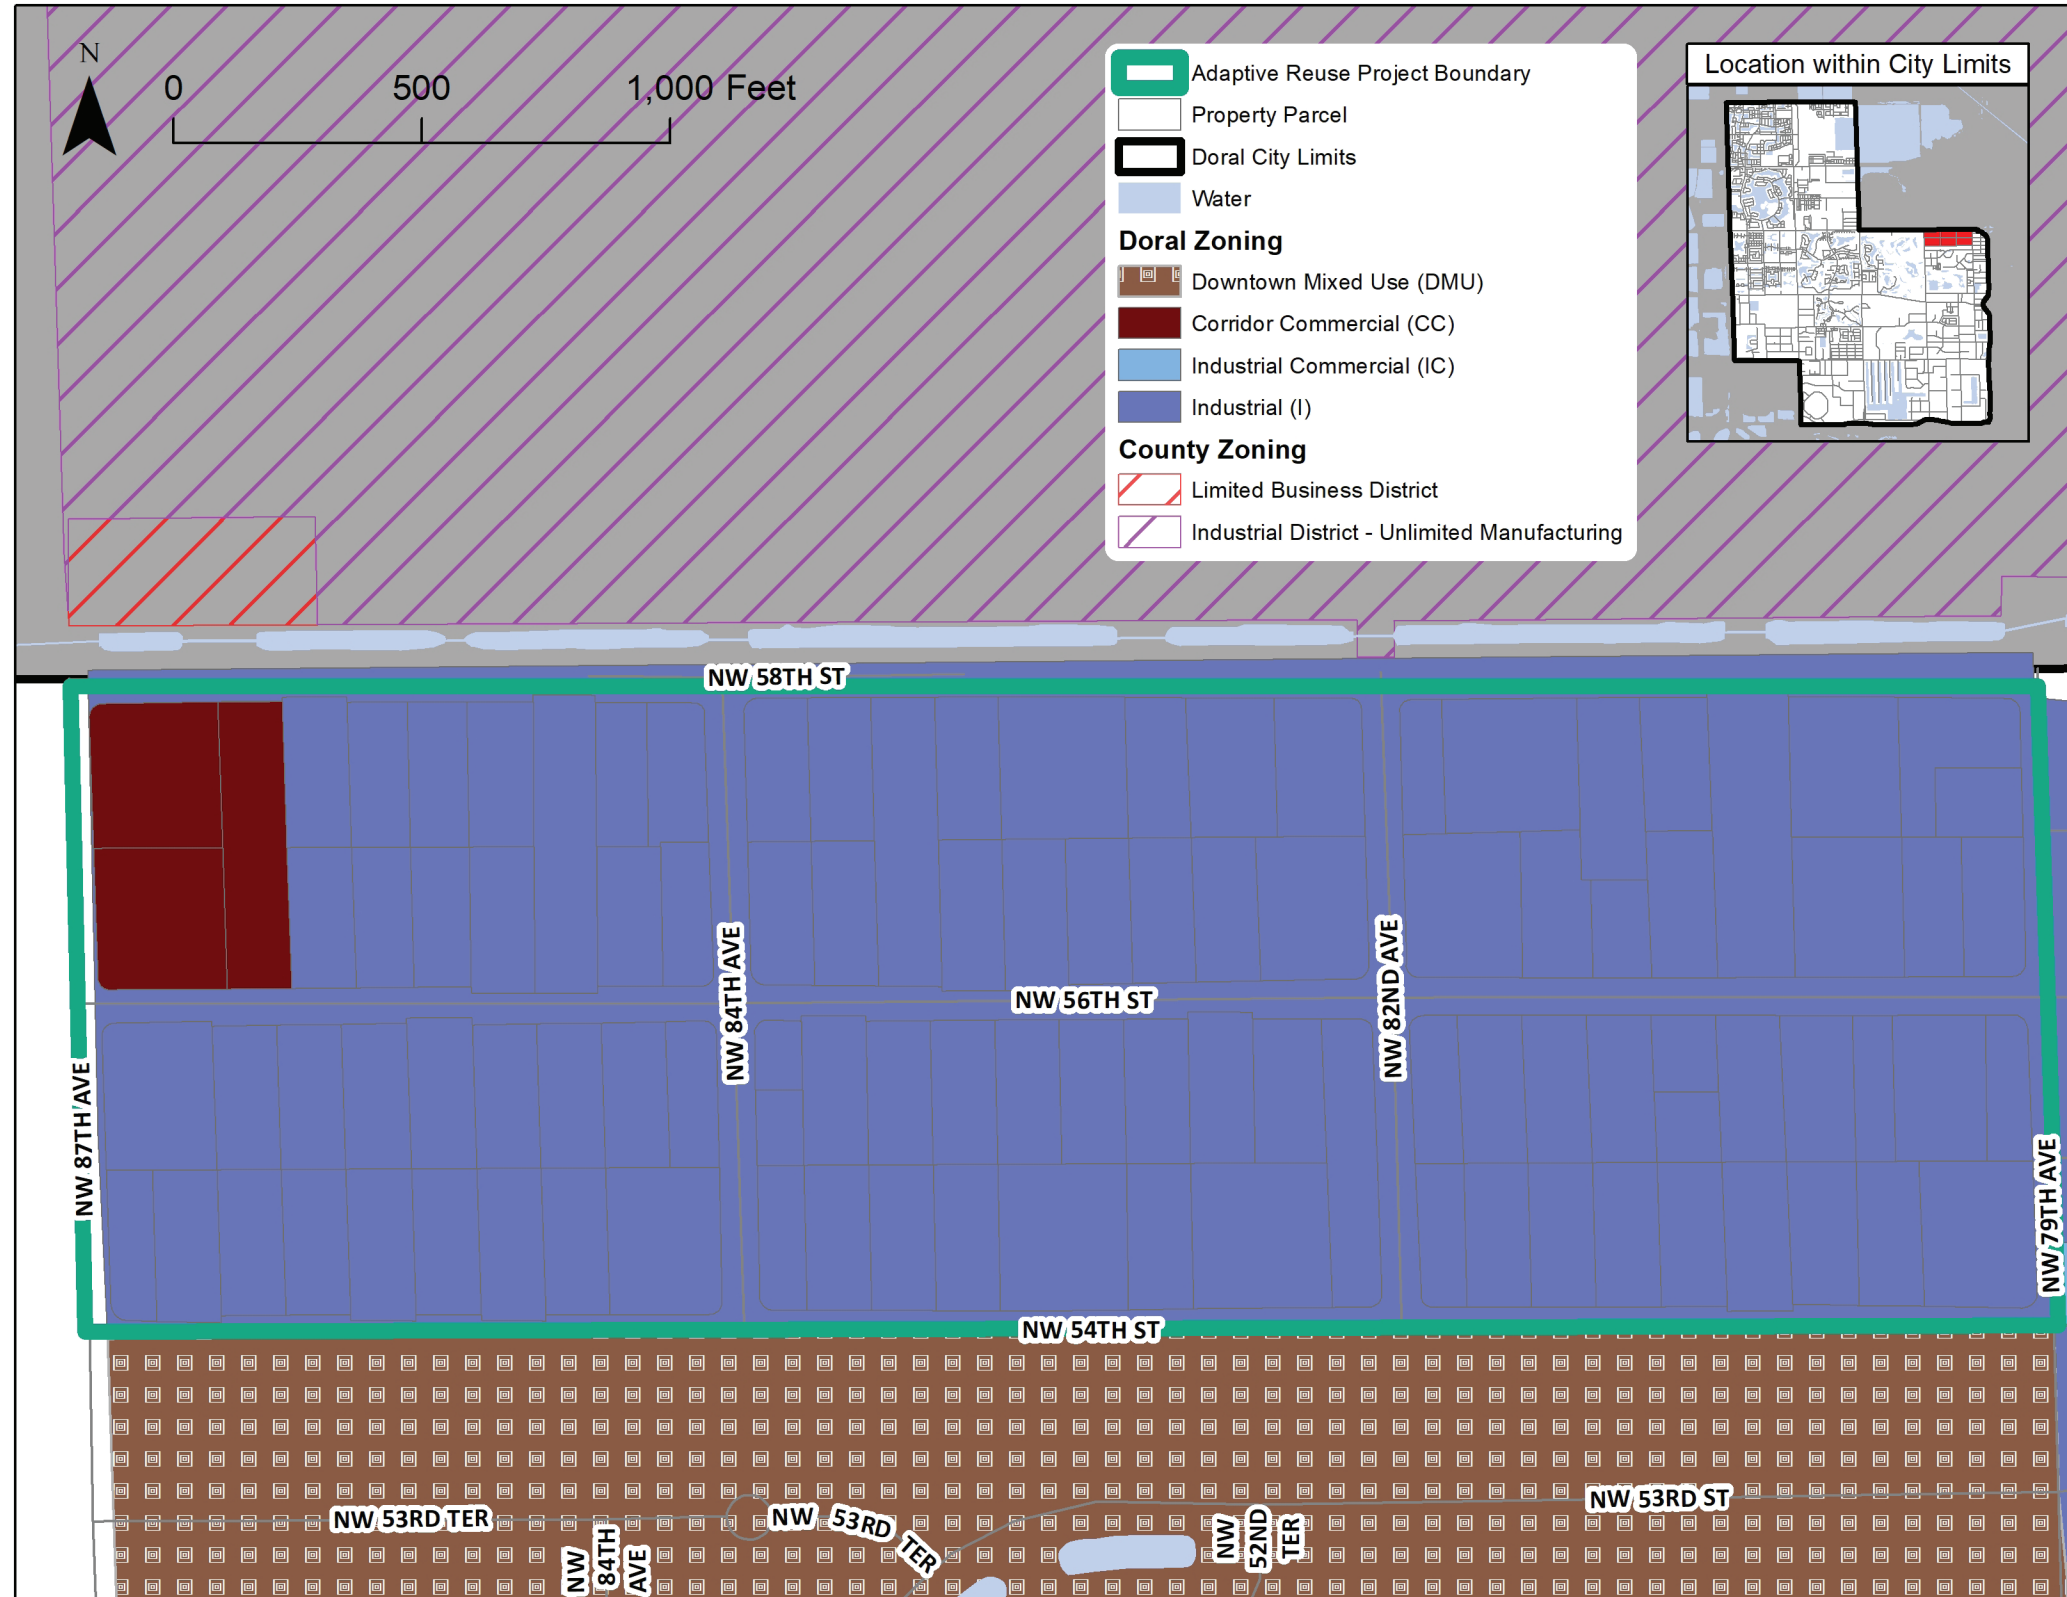 N
0 500 1,000 Feet
Adaptive Reuse Project Boundary
Property Parcel
Doral City Limits
Water
Doral Zoning
Downtown Mixed Use (DMU)
Corridor Commercial (CC)
Industrial Commercial (IC)
Industrial (I)
County Zoning
Limited Business District
Industrial District - Unlimited Manufacturing
Location within City Limits
NW 58TH ST
NW 84TH AVE
NW 82ND AVE
NW 56TH ST
NW 87TH AVE
NW 79TH AVE
NW 54TH ST
NW 53RD TER
NW 53RD TER
NW 53RD ST
NW
84TH
AVE
NW
52ND
TER